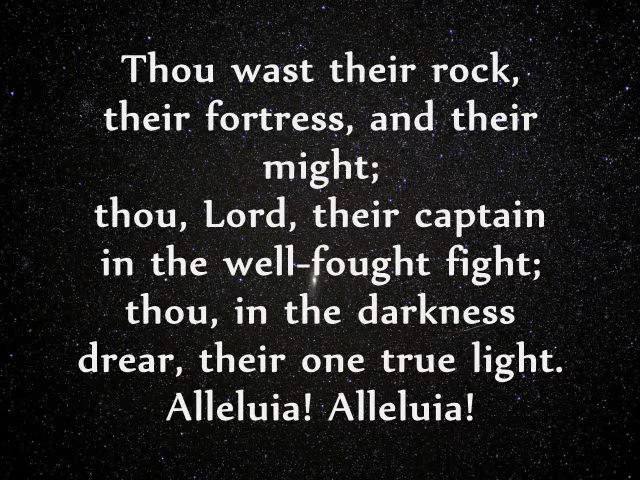 Thou wast their rock,
their fortress, and their
might;
thou, Lord, their captain
in the well-fought fight;
thou, in the darkness
drear, their one true light.
Alleluia! Alleluia!